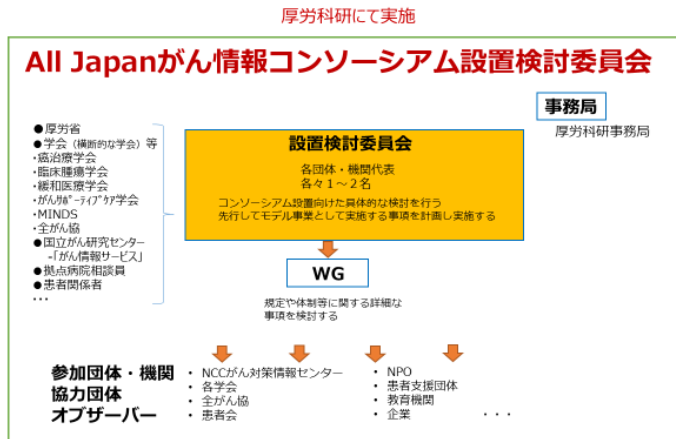 厚労科研にて実施
All Japanがん情報コンソーシアム設置検討委員会
事務局
厚労科研事務局
●厚労省
●学会（横断的な学会）等
・癌治療学会
・臨床腫瘍学会
・緩和医療学会
・がんｻﾎﾟｰﾃｨﾌﾞｹｱ学会
・MINDS
・全がん協
●国立がん研究センター
-「がん情報サービス」
●拠点病院相談員
●患者関係者
・・・
設置検討委員会
各団体・機関代表
各々１～２名
コンソーシアム設置向けた具体的な検討を行う
先行してモデル事業として実施する事項を計画し実施する
WG
規定や体制等に関する詳細な
事項を検討する
参加団体・機関
協力団体
オブザーバー
・ NCCがん対策情報センター
・ 各学会
・ 全がん協
・ 患者会
・ NPO
・ 患者支援団体
・ 教育機関
・ 企業
・・・